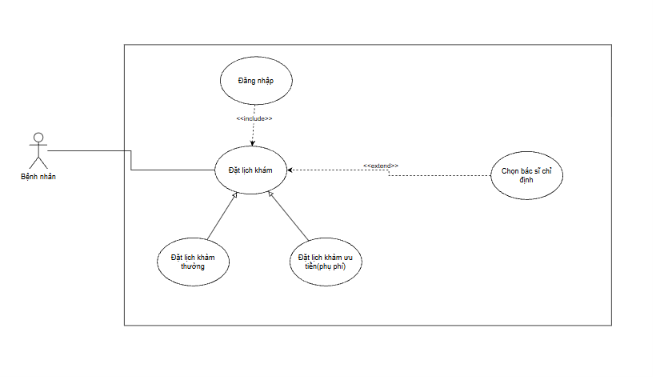 Đăng nhập
<<include>>
Bệnh nhân
Đặt lịch khám
<<extend>>
Chọn bác sĩ chỉ
định
Đặt lịch khám
thường
Đặt lịch khám ưu
tiên(phụ phí)